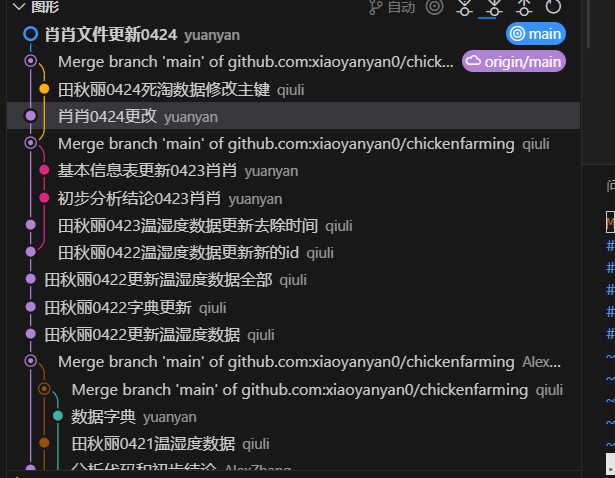 图形 自动
肖肖文件更新0424 yuanyan main
Merge branch 'main' of github.com:xiaoyanyan0/chick... origin/main
田秋丽0424死淘数据修改主键 qiuli
肖肖0424更改 yuanyan
Merge branch 'main' of github.com:xiaoyanyan0/chickenfarming qiuli
基本信息表更新0423肖肖 yuanyan
初步分析结论0423肖肖 yuanyan
田秋丽0423温湿度数据更新去除时间 qiuli
田秋丽0422温湿度数据更新新的id qiuli
田秋丽0422更新温湿度数据全部 qiuli
田秋丽0422字典更新 qiuli
田秋丽0422更新温湿度数据 qiuli
Merge branch 'main' of github.com:xiaoyanyan0/chickenfarming Alex...
Merge branch 'main' of github.com:xiaoyanyan0/chickenfarming qiuli
数据字典 yuanyan
田秋丽0421温湿度数据 qiuli
分析代码和初步结论 AlexZhang
#
#
#
#
#
~
~
~
~
~